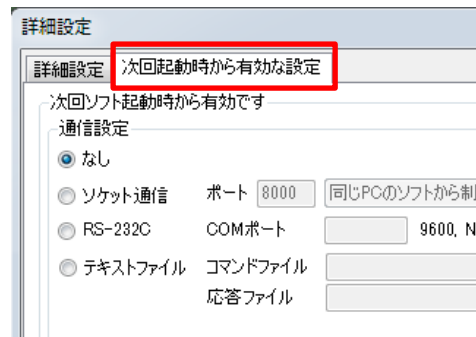 詳細設定
詳細設定 次回起動時から有効な設定
次回ソフト起動時から有効です
通信設定
なし
ソケット通信 ポート 8000 同じPCのソフトから制
RS-232C COMポート 9600, N
テキストファイル コマンドファイル
応答ファイル